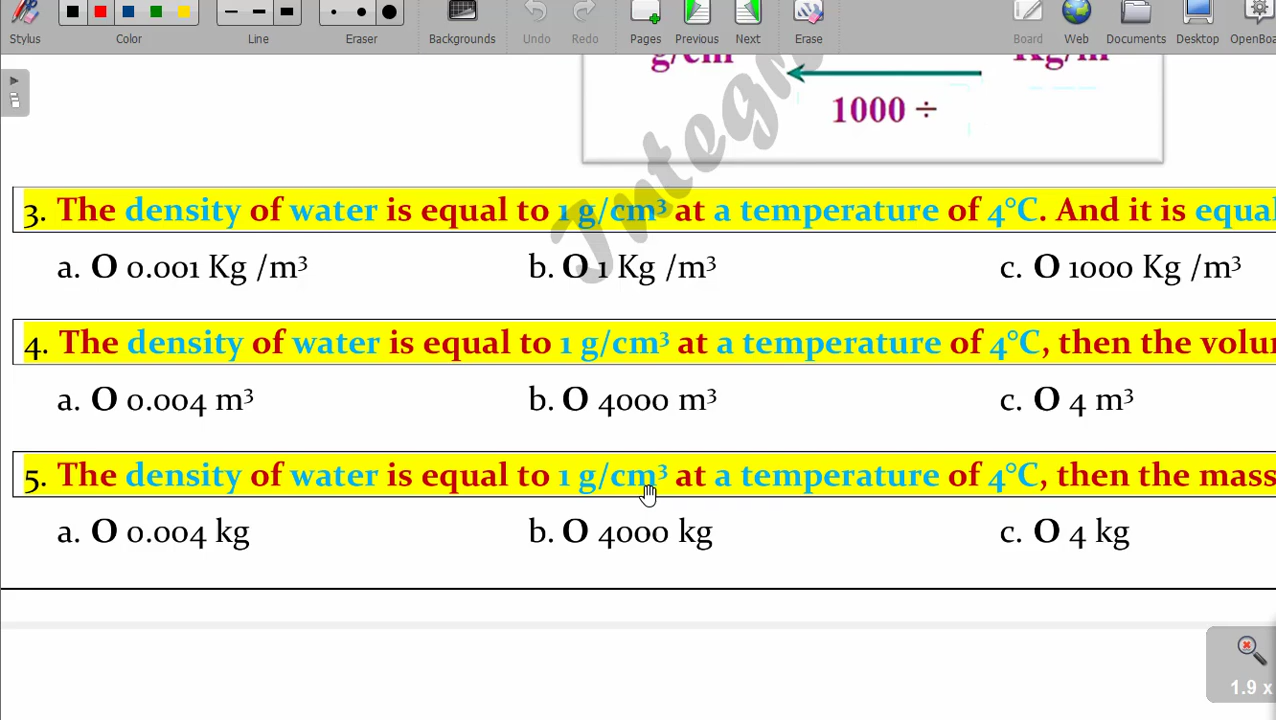 Stylus Color Line Eraser Backgrounds Undo Redo Pages Previous Next Erase Board Web Documents Desktop OpenBoa
g/cm Kg/m
1000 ÷
Integr
3. The density of water is equal to 1 g/cm³ at a temperature of 4°C. And it is equal
a. O 0.001 Kg /m³ b. O 1 Kg /m³ c. O 1000 Kg /m³
4. The density of water is equal to 1 g/cm³ at a temperature of 4°C, then the volu
a. O 0.004 m³ b. O 4000 m³ c. O 4 m³
5. The density of water is equal to 1 g/cm³ at a temperature of 4°C, then the mass
a. O 0.004 kg b. O 4000 kg c. O 4 kg
1.9 x